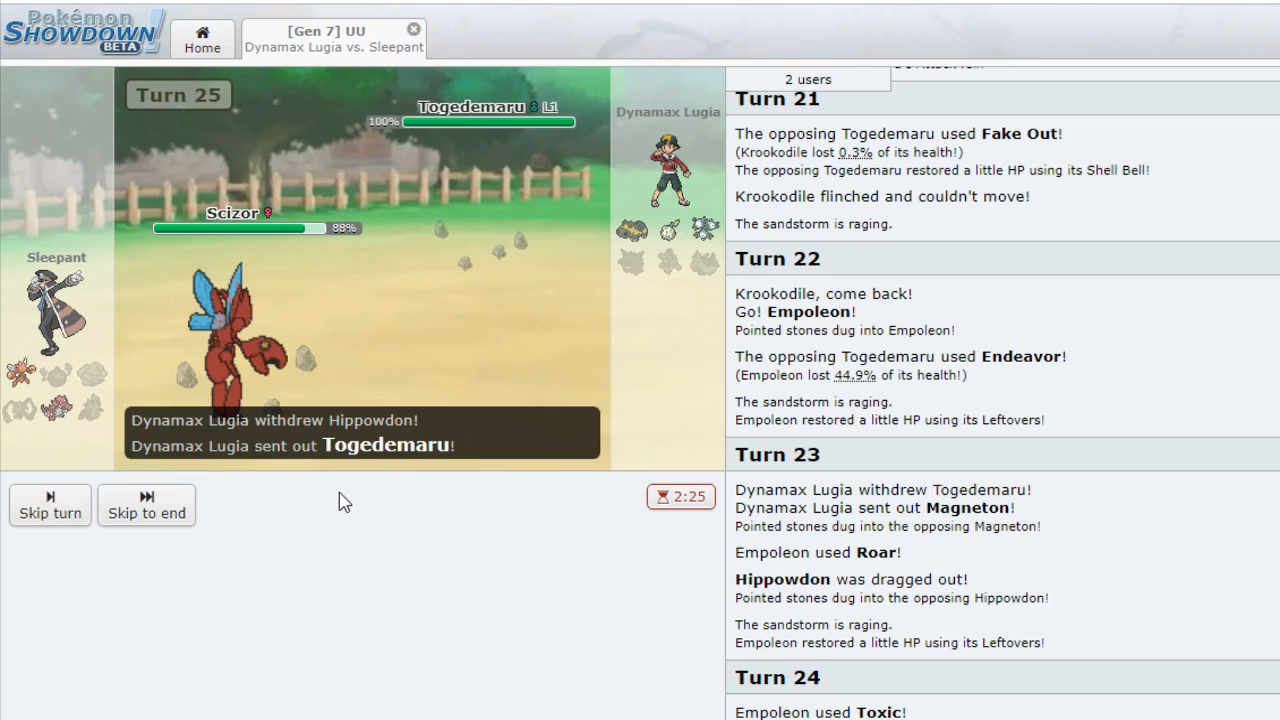 Pokémon
SHOWDOWN!
BETA
Home
[Gen 7] UU
Dynamax Lugia vs. Sleepant
Turn 25
Togedemaru L1
100%
Scizor
88%
Sleepant
Dynamax Lugia
Dynamax Lugia withdrew Hippowdon!
Dynamax Lugia sent out Togedemaru!
Skip turn
Skip to end
2:25
2 users
Turn 21
The opposing Togedemaru used Fake Out!
(Krookodile lost 0.3% of its health!)
The opposing Togedemaru restored a little HP using its Shell Bell!
Krookodile flinched and couldn't move!
The sandstorm is raging.
Turn 22
Krookodile, come back!
Go! Empoleon!
Pointed stones dug into Empoleon!
The opposing Togedemaru used Endeavor!
(Empoleon lost 44.9% of its health!)
The sandstorm is raging.
Empoleon restored a little HP using its Leftovers!
Turn 23
Dynamax Lugia withdrew Togedemaru!
Dynamax Lugia sent out Magneton!
Pointed stones dug into the opposing Magneton!
Empoleon used Roar!
Hippowdon was dragged out!
Pointed stones dug into the opposing Hippowdon!
The sandstorm is raging.
Empoleon restored a little HP using its Leftovers!
Turn 24
Empoleon used Toxic!